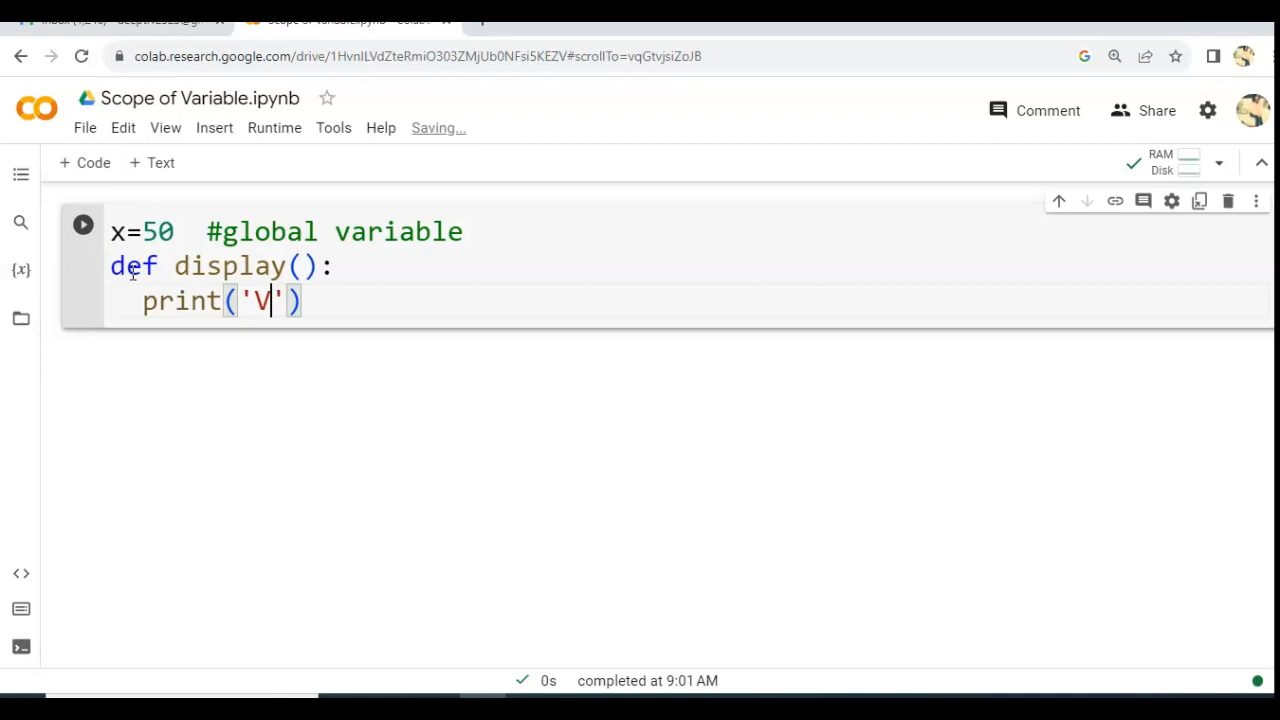 colab.research.google.com/drive/1HvnILVdZteRmiO303ZMjUb0NFsi5KEZV#scrollTo=vqGtvjsiZoJB
CO
Scope of Variable.ipynb
File Edit View Insert Runtime Tools Help Saving...
Comment
Share
+ Code + Text
RAM
Disk
x=50 #global variable
def display():
print('V')
{x}
0s completed at 9:01 AM